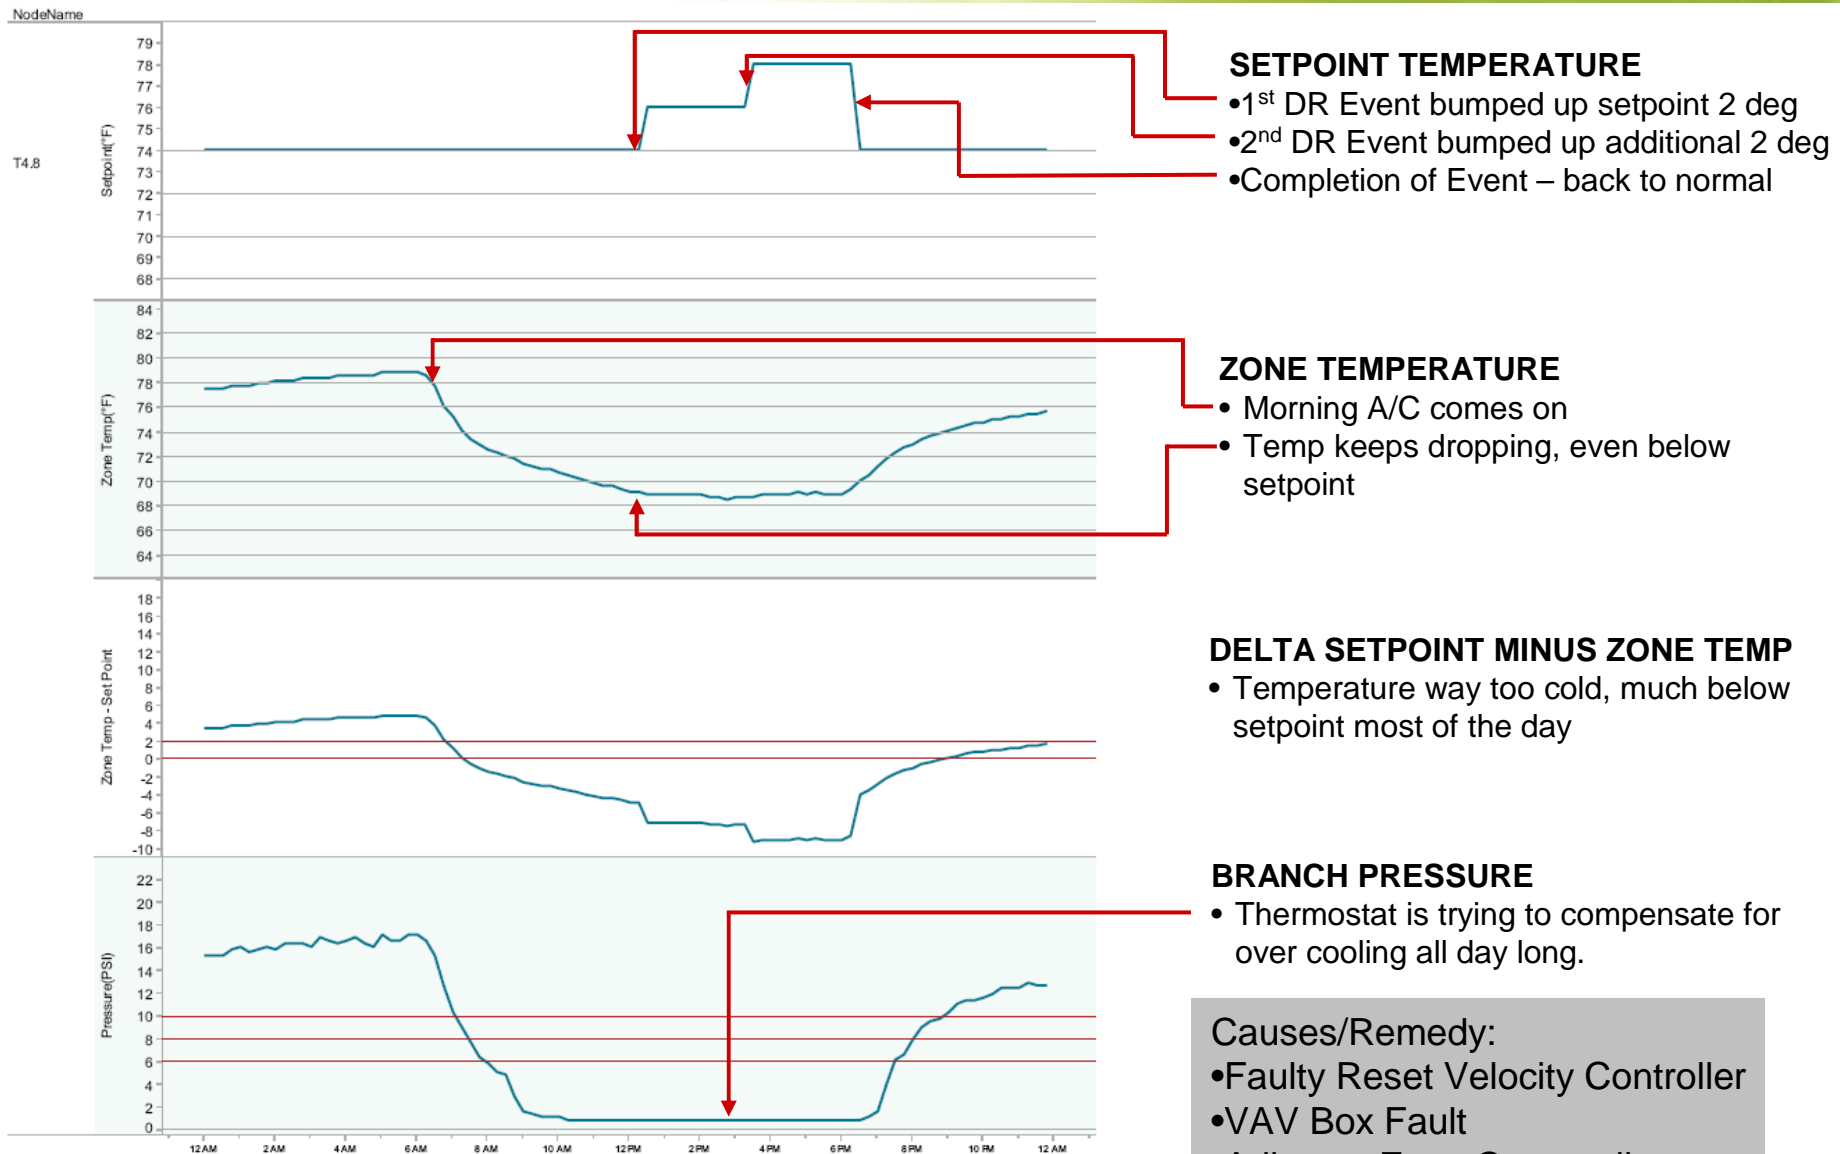 NodeName
T4.8
Setpoint(°F)
79
78
77
76
75
74
73
72
71
70
69
68
SETPOINT TEMPERATURE
•1st DR Event bumped up setpoint 2 deg
•2nd DR Event bumped up additional 2 deg
•Completion of Event – back to normal
Zone Temp(°F)
84
82
80
78
76
74
72
70
68
66
64
ZONE TEMPERATURE
• Morning A/C comes on
• Temp keeps dropping, even below
setpoint
Zone Temp - Set Point
18
16
14
12
10
8
6
4
2
0
-2
-4
-6
-8
-10
DELTA SETPOINT MINUS ZONE TEMP
• Temperature way too cold, much below
setpoint most of the day
Pressure(PSI)
22
20
18
16
14
12
10
8
6
4
2
0
BRANCH PRESSURE
• Thermostat is trying to compensate for
over cooling all day long.
Causes/Remedy:
•Faulty Reset Velocity Controller
•VAV Box Fault
12 AM 2 AM 4 AM 6 AM 8 AM 10 AM 12 PM 2 PM 4 PM 6 PM 8 PM 10 PM 12 AM